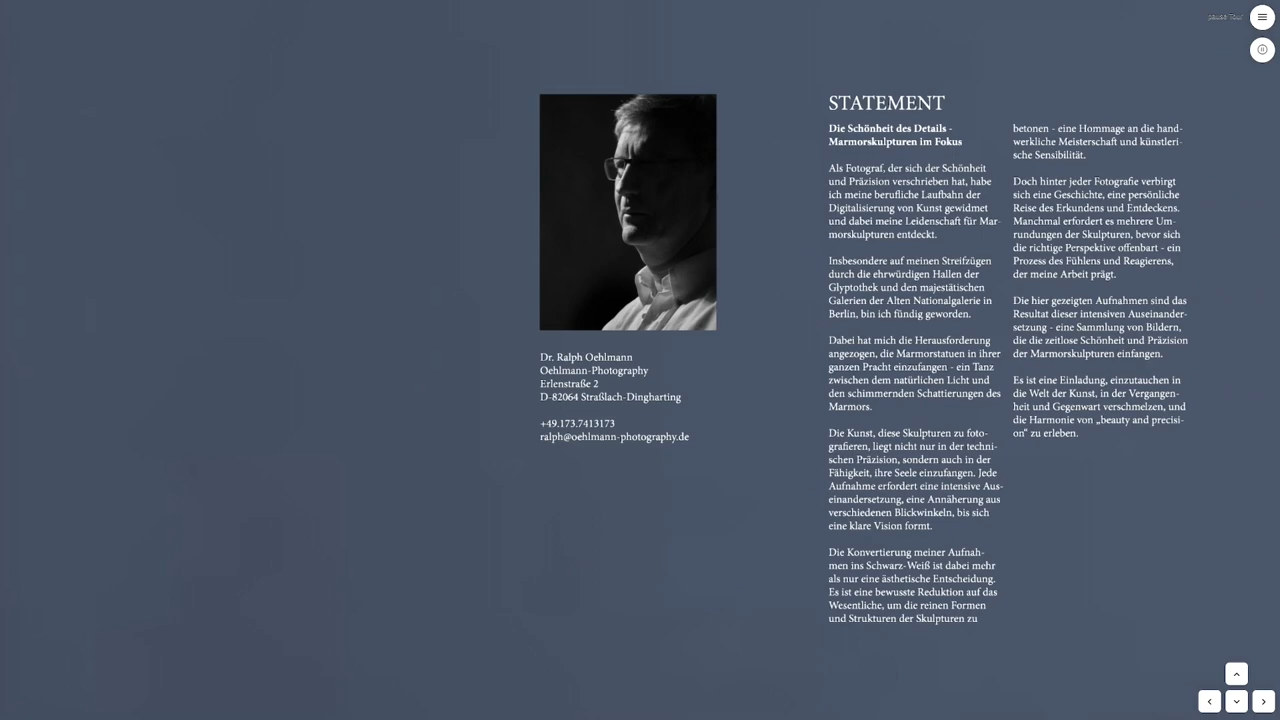 pause Tour
Dr. Ralph Oehlmann
Oehlmann-Photography
Erlenstraße 2
D-82064 Straßlach-Dingharting
+49.173.7413173
ralph@oehlmann-photography.de
STATEMENT
Die Schönheit des Details -
Marmorskulpturen im Fokus
Als Fotograf, der sich der Schönheit
und Präzision verschrieben hat, habe
ich meine berufliche Laufbahn der
Digitalisierung von Kunst gewidmet
und dabei meine Leidenschaft für Mar-
morskulpturen entdeckt.
Insbesondere auf meinen Streifzügen
durch die ehrwürdigen Hallen der
Glyptothek und den majestätischen
Galerien der Alten Nationalgalerie in
Berlin, bin ich fündig geworden.
Dabei hat mich die Herausforderung
angezogen, die Marmorstatuen in ihrer
ganzen Pracht einzufangen - ein Tanz
zwischen dem natürlichen Licht und
den schimmernden Schattierungen des
Marmors.
Die Kunst, diese Skulpturen zu foto-
grafieren, liegt nicht nur in der techni-
schen Präzision, sondern auch in der
Fähigkeit, ihre Seele einzufangen. Jede
Aufnahme erfordert eine intensive Aus-
einandersetzung, eine Annäherung aus
verschiedenen Blickwinkeln, bis sich
eine klare Vision formt.
Die Konvertierung meiner Aufnah-
men ins Schwarz-Weiß ist dabei mehr
als nur eine ästhetische Entscheidung.
Es ist eine bewusste Reduktion auf das
Wesentliche, um die reinen Formen
und Strukturen der Skulpturen zu
betonen - eine Hommage an die hand-
werkliche Meisterschaft und künstleri-
sche Sensibilität.
Doch hinter jeder Fotografie verbirgt
sich eine Geschichte, eine persönliche
Reise des Erkundens und Entdeckens.
Manchmal erfordert es mehrere Um-
rundungen der Skulpturen, bevor sich
die richtige Perspektive offenbart - ein
Prozess des Fühlens und Reagierens,
der meine Arbeit prägt.
Die hier gezeigten Aufnahmen sind das
Resultat dieser intensiven Auseinander-
setzung - eine Sammlung von Bildern,
die die zeitlose Schönheit und Präzision
der Marmorskulpturen einfangen.
Es ist eine Einladung, einzutauchen in
die Welt der Kunst, in der Vergangen-
heit und Gegenwart verschmelzen, und
die Harmonie von „beauty and precisi-
on“ zu erleben.